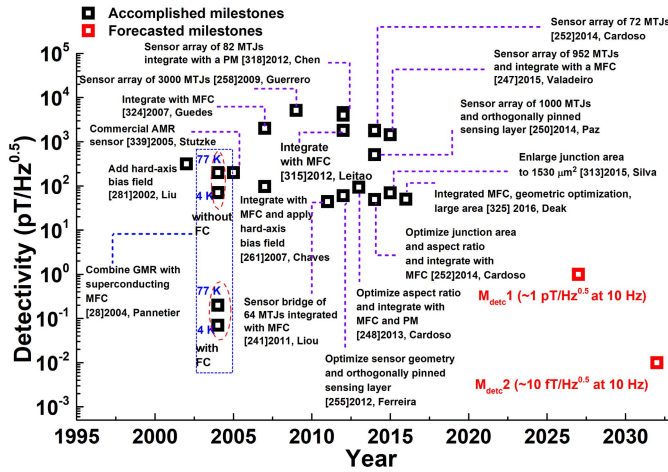 Accomplished milestones
Forecasted milestones
Sensor array of 82 MTJs
integrate with a PM [318]2012, Chen
Sensor array of 72 MTJs
[252]2014, Cardoso
Sensor array of 3000 MTJs [258]2009, Guerrero
Sensor array of 952 MTJs
and integrate with a MFC
[247]2015, Valadeiro
Integrate with MFC
[324]2007, Guedes
Sensor array of 1000 MTJs
and orthogonally pinned
sensing layer [250]2014, Paz
Commercial AMR
sensor [339]2005, Stutzke
Integrate
with MFC
[315]2012, Leitao
Enlarge junction area
to 1530 μm² [313]2015, Silva
Add hard-axis
bias field
[281]2002, Liu
77 K
4 K
without
FC
Integrate with
MFC and apply
hard-axis
bias field
[261]2007, Chaves
Integrated MFC, geometric optimization,
large area [325] 2016, Deak
Optimize junction area
and aspect ratio
and integrate with
MFC [252]2014, Cardoso
Combine GMR with
superconducting
MFC
[28]2004, Pannetier
77 K
4 K
with
FC
Sensor bridge of
64 MTJs integrated
with MFC
[241]2011, Liou
Optimize aspect ratio
and integrate with
MFC and PM
[248]2013, Cardoso
Optimize sensor geometry
and orthogonally pinned
sensing layer
[255]2012, Ferreira
M_detc1 (~1 pT/Hz^0.5 at 10 Hz)
M_detc2 (~10 fT/Hz^0.5 at 10 Hz)
Detectivity (pT/Hz^0.5)
10^6
10^5
10^4
10^3
10^2
10^1
10^0
10^-1
10^-2
10^-3
1995 2000 2005 2010 2015 2020 2025 2030
Year